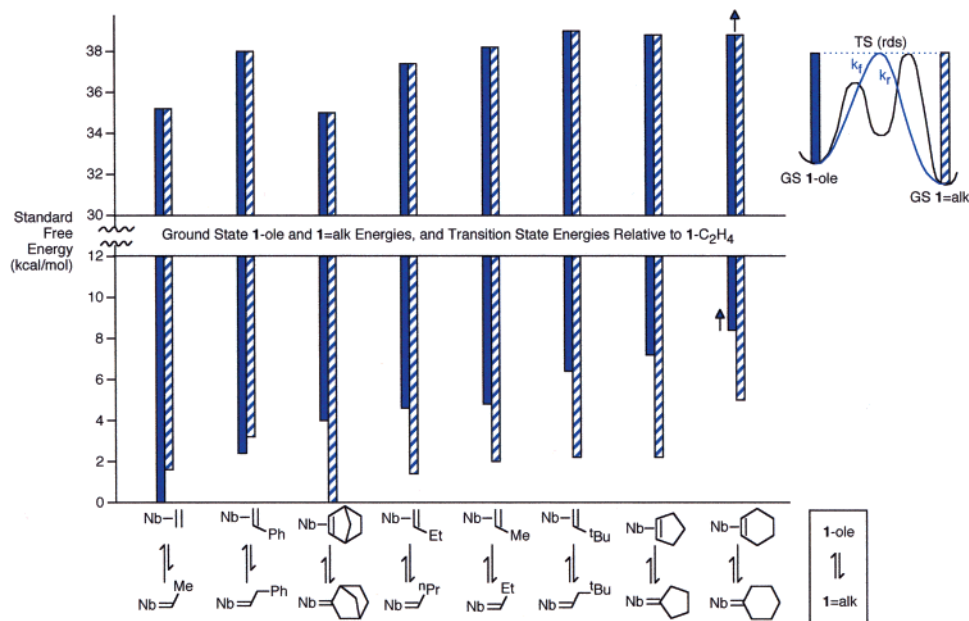 38
36
34
32
30
Standard
Free
Energy
(kcal/mol)
Ground State 1-ole and 1=alk Energies, and Transition State Energies Relative to 1-C₂H₄
12
10
8
6
4
2
0
TS (rds)
k_f
k_r
GS 1-ole
GS 1=alk
Nb
Nb Ph
Nb
Nb Et
Nb Me
Nb tBu
Nb
Nb
1-ole
Nb Me
Nb Ph
Nb
Nb nPr
Nb Et
Nb tBu
Nb
Nb
1=alk